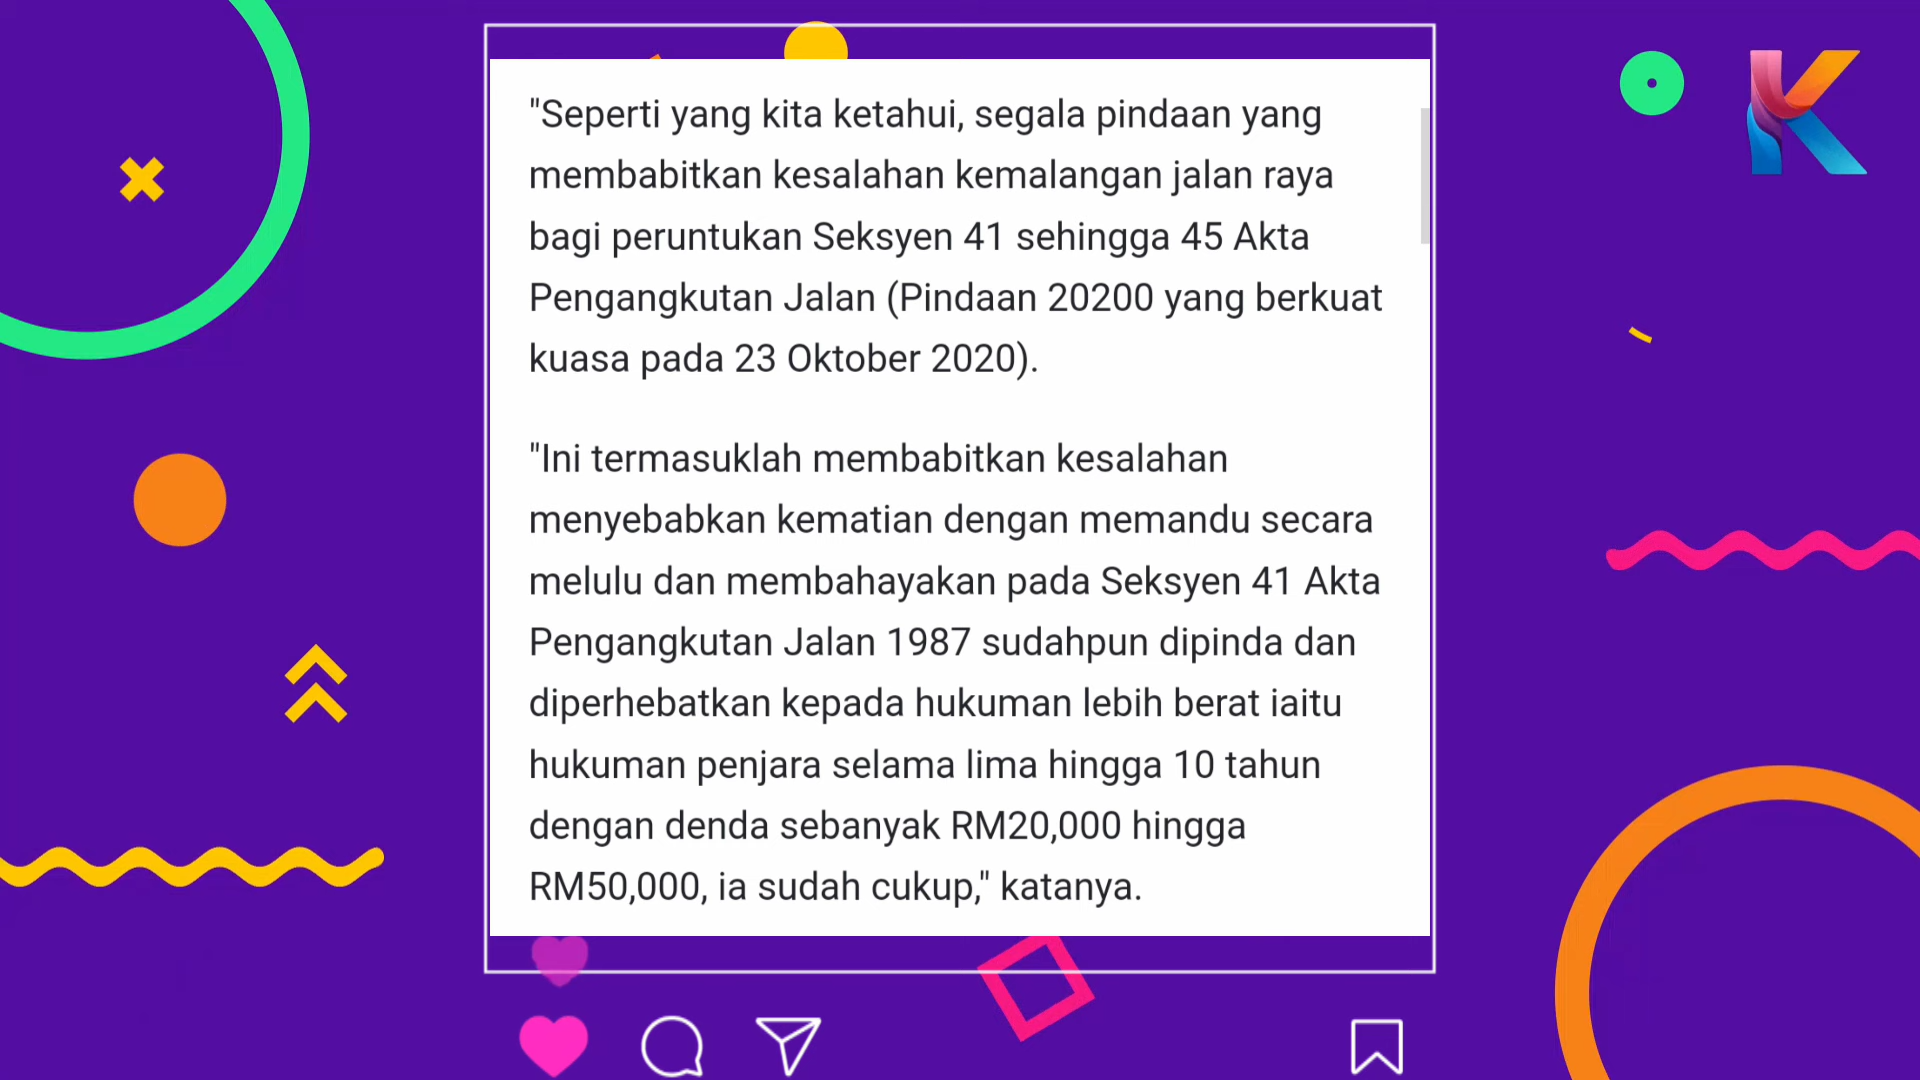 "Seperti yang kita ketahui, segala pindaan yang
membabitkan kesalahan kemalangan jalan raya
bagi peruntukan Seksyen 41 sehingga 45 Akta
Pengangkutan Jalan (Pindaan 20200 yang berkuat
kuasa pada 23 Oktober 2020).
"Ini termasuklah membabitkan kesalahan
menyebabkan kematian dengan memandu secara
melulu dan membahayakan pada Seksyen 41 Akta
Pengangkutan Jalan 1987 sudahpun dipinda dan
diperhebatkan kepada hukuman lebih berat iaitu
hukuman penjara selama lima hingga 10 tahun
dengan denda sebanyak RM20,000 hingga
RM50,000, ia sudah cukup," katanya.
K